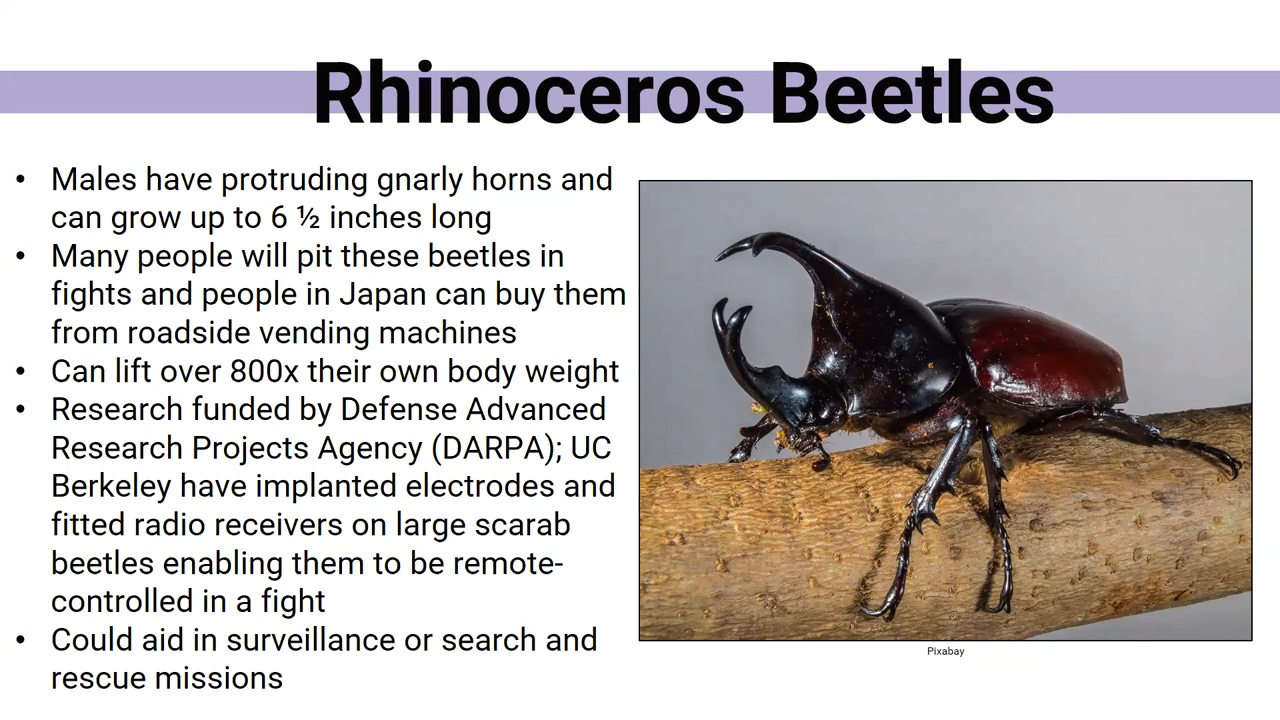 Rhinoceros Beetles
• Males have protruding gnarly horns and
can grow up to 6 ½ inches long
• Many people will pit these beetles in
fights and people in Japan can buy them
from roadside vending machines
• Can lift over 800x their own body weight
• Research funded by Defense Advanced
Research Projects Agency (DARPA); UC
Berkeley have implanted electrodes and
fitted radio receivers on large scarab
beetles enabling them to be remote-
controlled in a fight
• Could aid in surveillance or search and
rescue missions
Pixabay